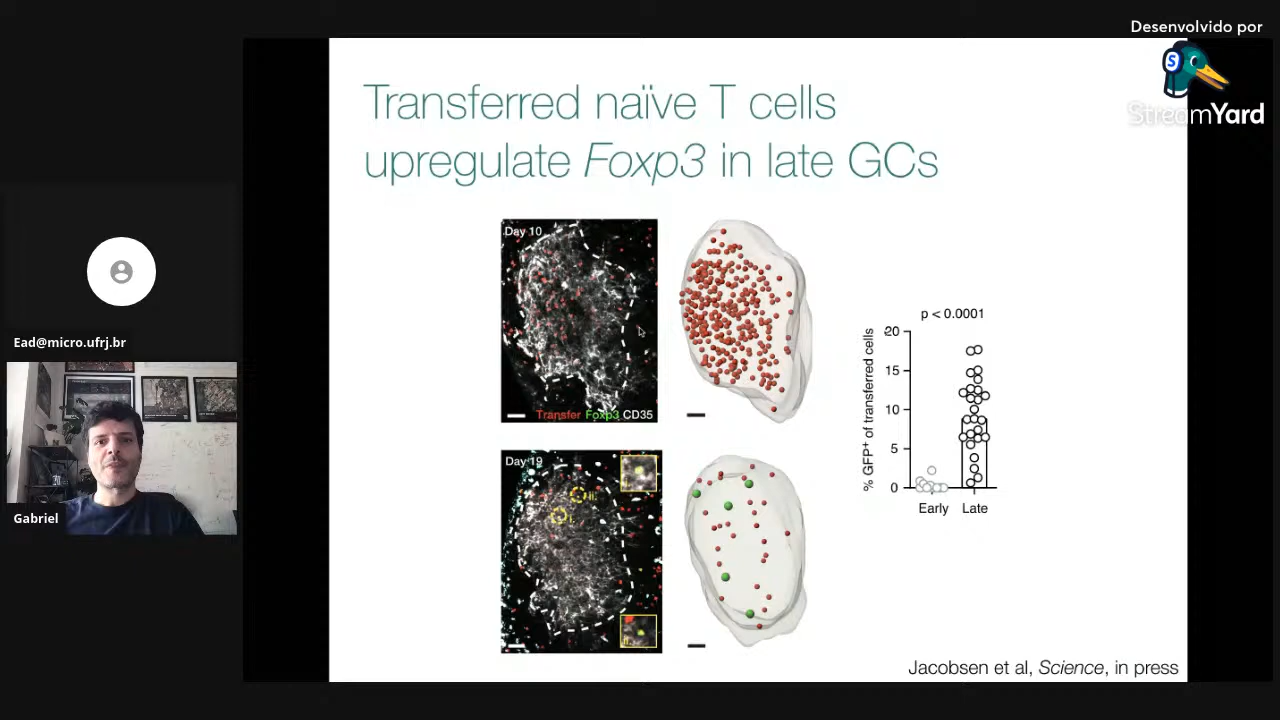 Desenvolvido por
S
StreamYard
Transferred naïve T cells
upregulate Foxp3 in late GCs
Day 10
Transfer Foxp3 CD35
Day 19
ii.
i.
p < 0.0001
% GFP+ of transferred cells
20
15
10
5
0
Early Late
Jacobsen et al, Science, in press
Ead@micro.ufrj.br
Gabriel